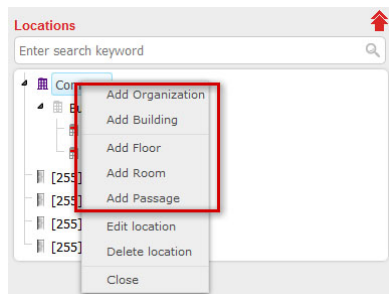 Locations
Enter search keyword
Add Organization
Add Building
Add Floor
[255] Add Room
[255] Add Passage
[255] Edit location
[255] Delete location
Close